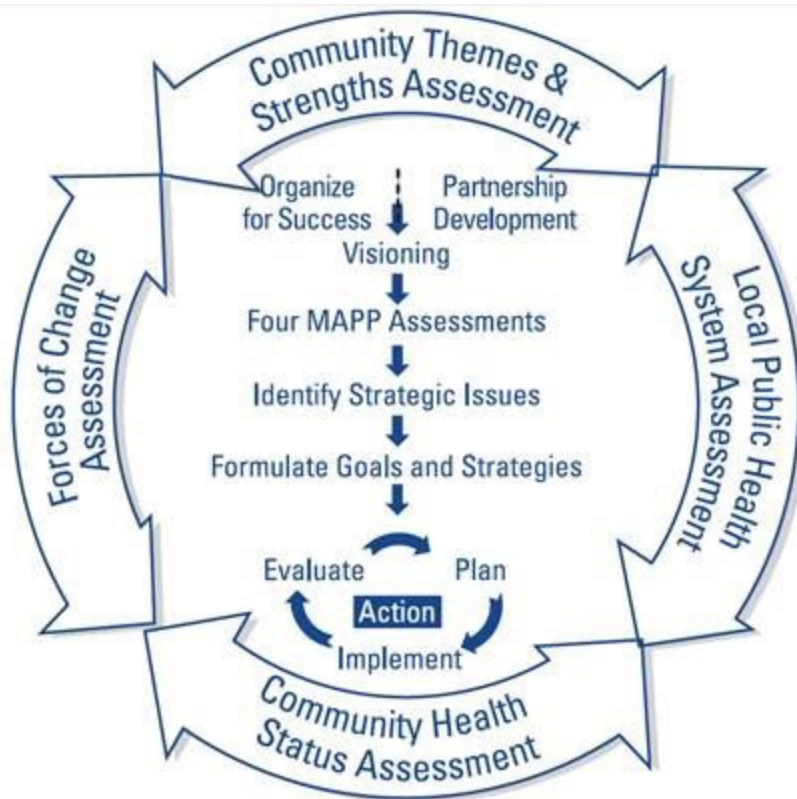 Community Themes &
Strengths Assessment
Organize
for Success
Partnership
Development
Visioning
Four MAPP Assessments
Identify Strategic Issues
Formulate Goals and Strategies
Evaluate
Plan
Action
Implement
Forces of Change
Assessment
Local Public Health
System Assessment
Community Health
Status Assessment